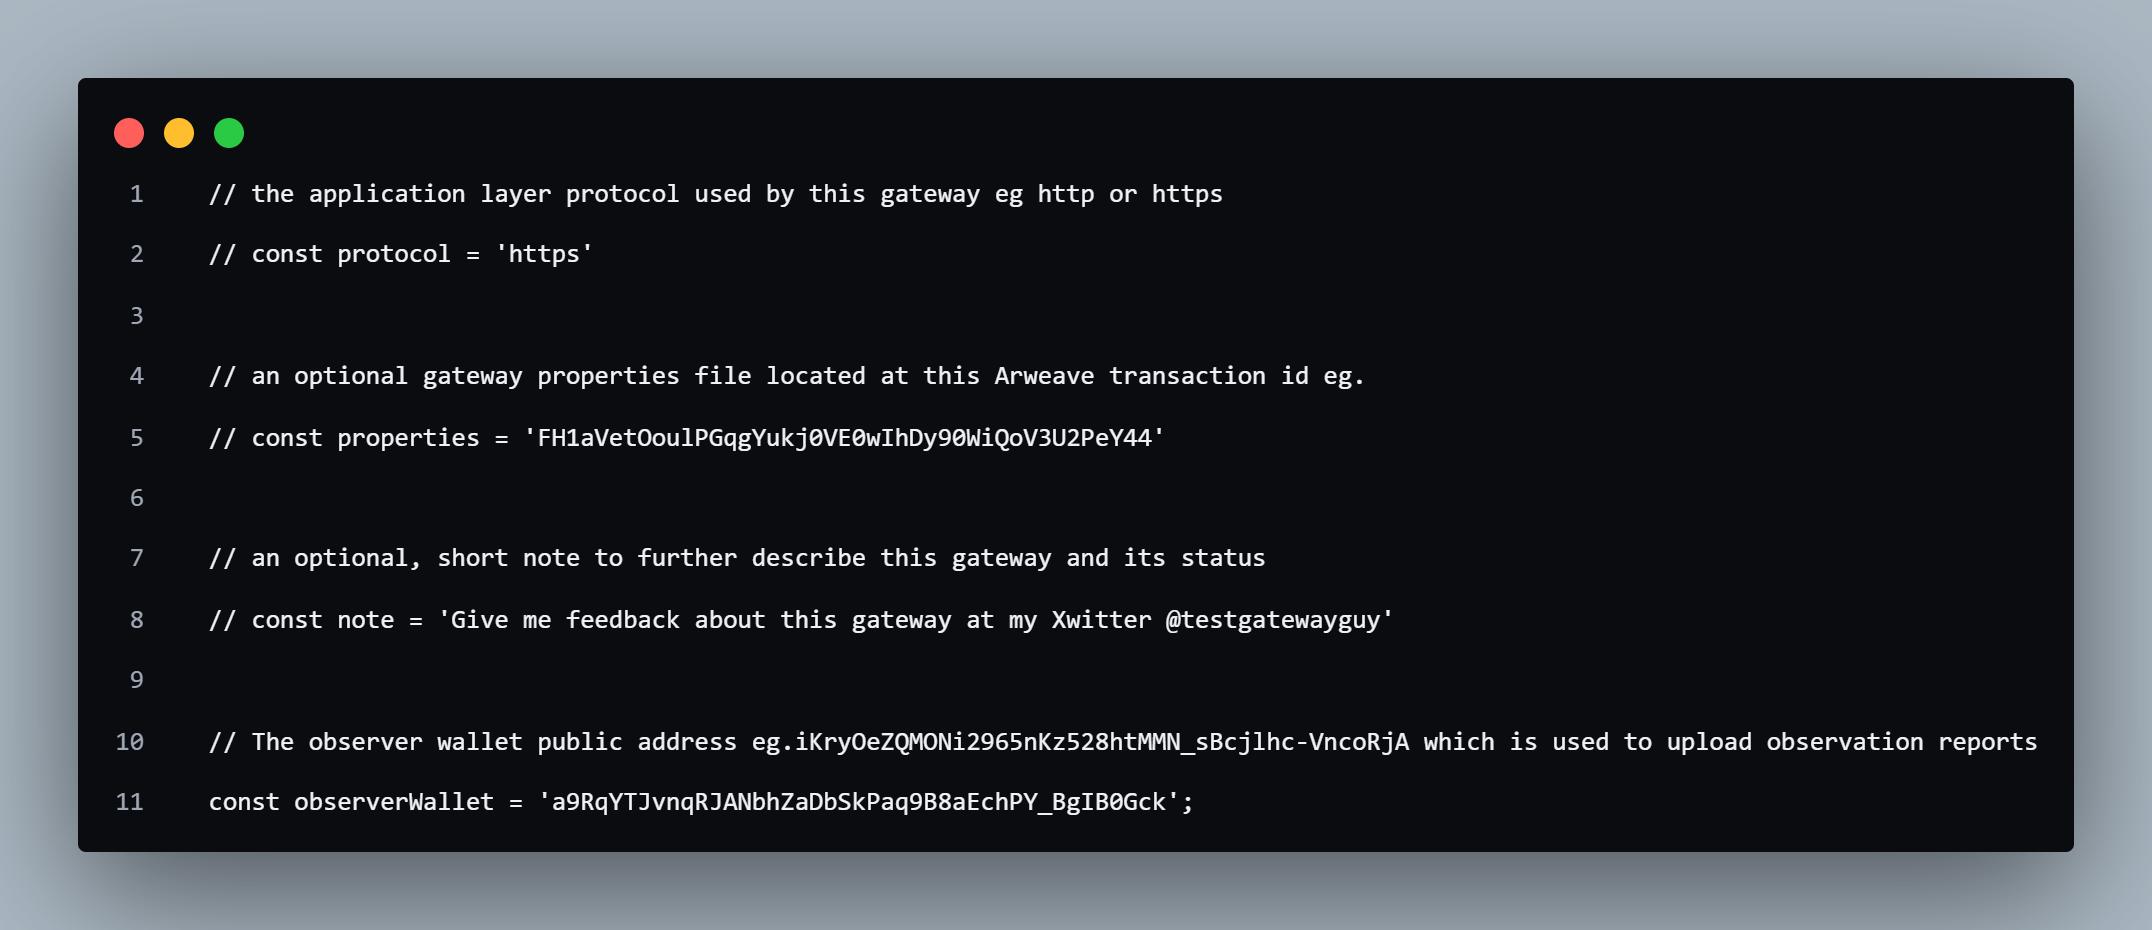 1 // the application layer protocol used by this gateway eg http or https
2 // const protocol = 'https'
3
4 // an optional gateway properties file located at this Arweave transaction id eg.
5 // const properties = 'FH1aVetOoulPGqgYukj0VE0wIhDy90WiQoV3U2PeY44'
6
7 // an optional, short note to further describe this gateway and its status
8 // const note = 'Give me feedback about this gateway at my Xwitter @testgatewayguy'
9
10 // The observer wallet public address eg.iKryOeZQMONi2965nKz528htMMN_sBcjlhc-VncoRjA which is used to upload observation reports
11 const observerWallet = 'a9RqYTJvnqRJANbhZaDbSkPaq9B8aEchPY_BgIB0Gck';